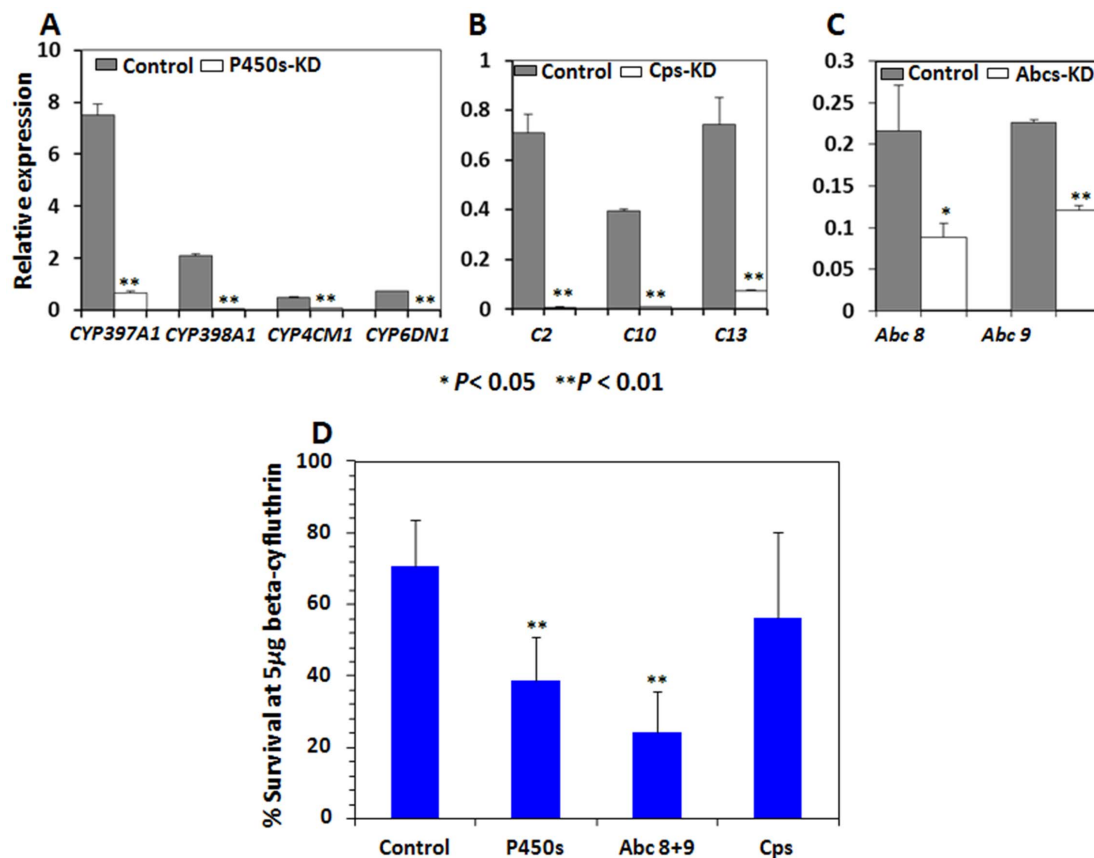 A
Relative expression
10
8
6
4
2
0
Control P450s-KD
**
**
**
**
CYP397A1 CYP398A1 CYP4CM1 CYP6DN1
B
1
0.8
0.6
0.4
0.2
0
Control Cps-KD
**
**
**
C2 C10 C13
C
0.3
0.25
0.2
0.15
0.1
0.05
0
Control Abcs-KD
*
**
Abc 8 Abc 9
* P< 0.05 **P < 0.01
D
% Survival at 5µg beta-cyfluthrin
100
80
60
40
20
0
**
**
Control P450s Abc 8+9 Cps